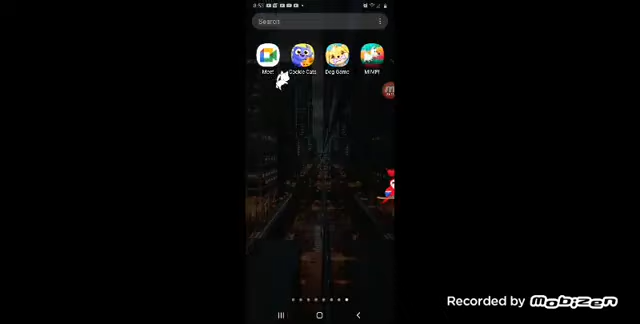 Search
Meet
Cookie Cats
Dog Game
Recorded by Mobizen